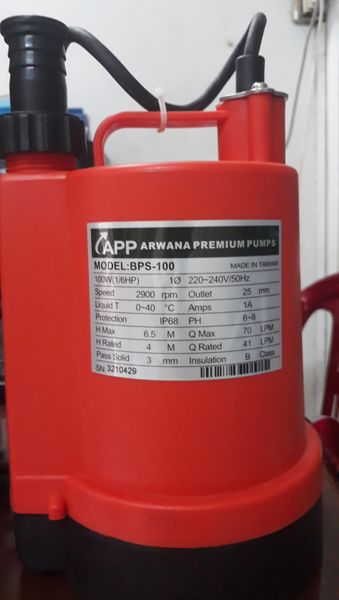 APP ARWANA PREMIUM PUMPS
MODEL:BPS-100 MADE IN TAIWAN
100W(1/6HP) 1Ø 220~240V/50Hz
Speed 2900 rpm Outlet 25 mm
Liquid T 0~40 °C Amps 1A
Protection IP68 PH 6~8
H Max 6.5 M Q Max 70 LPM
H Rated 4 M Q Rated 41 LPM
Pass Solid 3 mm Insulation B Class
SN. 3210429